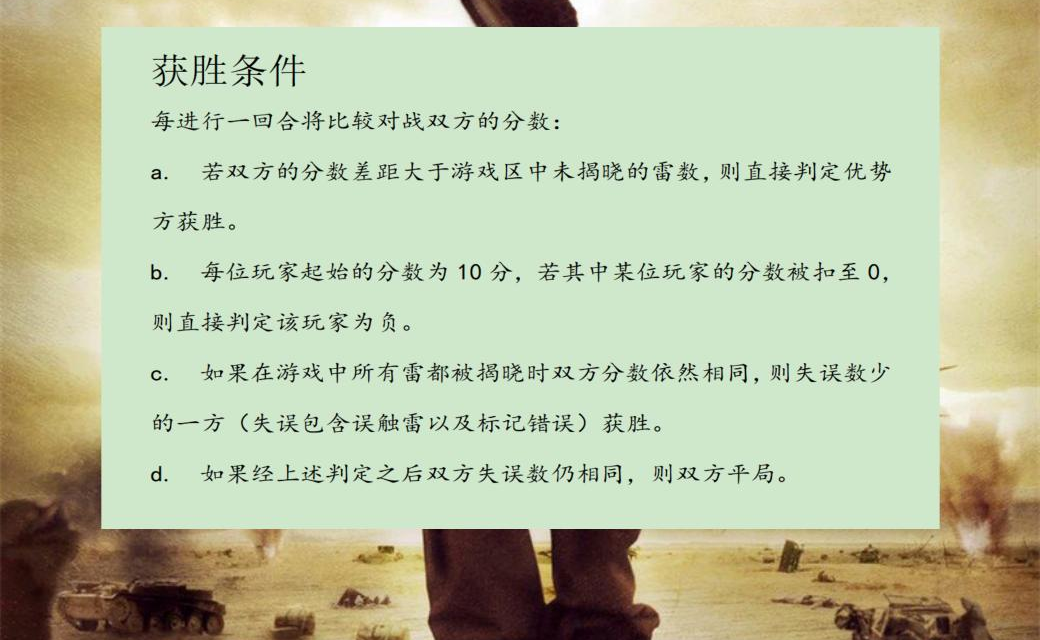 获胜条件
每进行一回合将比较对战双方的分数：
a. 若双方的分数差距大于游戏区中未揭晓的雷数，则直接判定优势
方获胜。
b. 每位玩家起始的分数为 10 分，若其中某位玩家的分数被扣至 0，
则直接判定该玩家为负。
c. 如果在游戏中所有雷都被揭晓时双方分数依然相同，则失误数少
的一方（失误包含误触雷以及标记错误）获胜。
d. 如果经上述判定之后双方失误数仍相同，则双方平局。